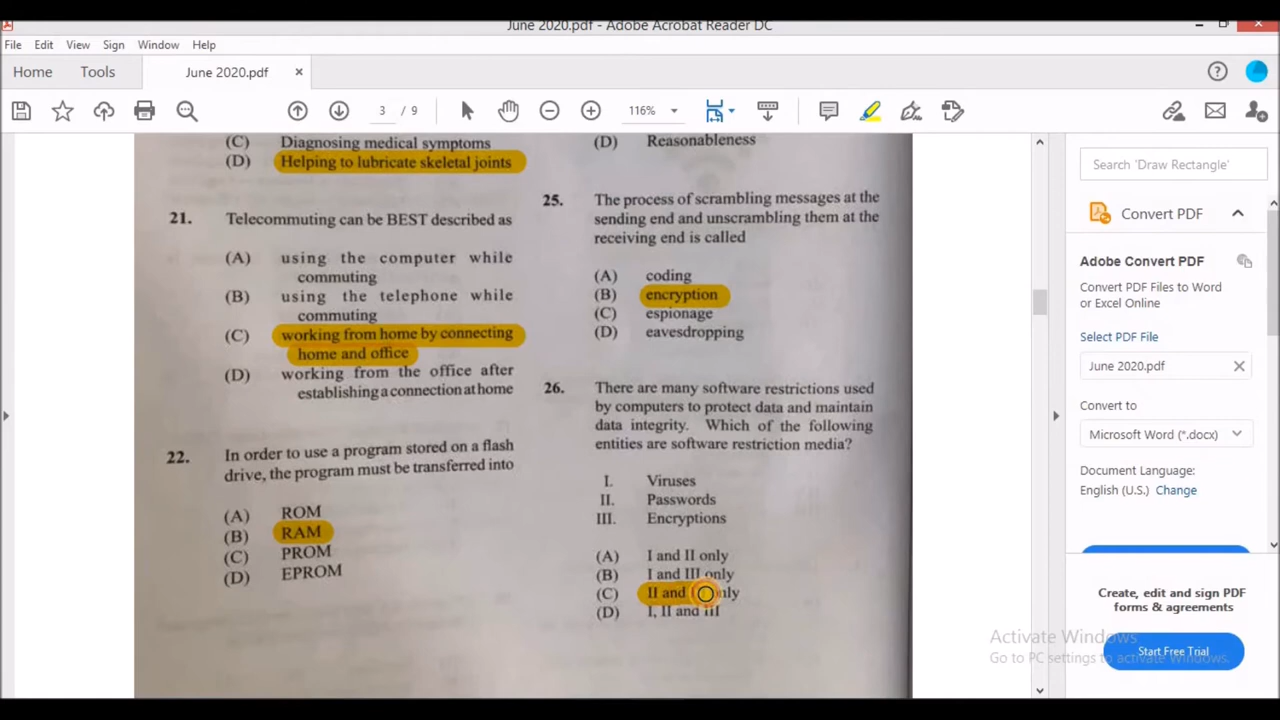 June 2020.pdf - Adobe Acrobat Reader DC
File Edit View Sign Window Help
Home Tools June 2020.pdf ×
3 / 9 116%
(C) Diagnosing medical symptoms
(D) Helping to lubricate skeletal joints
21. Telecommuting can be BEST described as
(A) using the computer while
commuting
(B) using the telephone while
commuting
(C) working from home by connecting
home and office
(D) working from the office after
establishing a connection at home
22. In order to use a program stored on a flash
drive, the program must be transferred into
(A) ROM
(B) RAM
(C) PROM
(D) EPROM
(D) Reasonableness
25. The process of scrambling messages at the
sending end and unscrambling them at the
receiving end is called
(A) coding
(B) encryption
(C) espionage
(D) eavesdropping
26. There are many software restrictions used
by computers to protect data and maintain
data integrity. Which of the following
entities are software restriction media?
I. Viruses
II. Passwords
III. Encryptions
(A) I and II only
(B) I and III only
(C) II and only
(D) I, II and III
Search 'Draw Rectangle'
Convert PDF
Adobe Convert PDF
Convert PDF Files to Word
or Excel Online
Select PDF File
June 2020.pdf
Convert to
Microsoft Word (*.docx)
Document Language:
English (U.S.) Change
Create, edit and sign PDF
forms & agreements
Start Free Trial
Activate Windows
Go to PC settings to activate Windows.